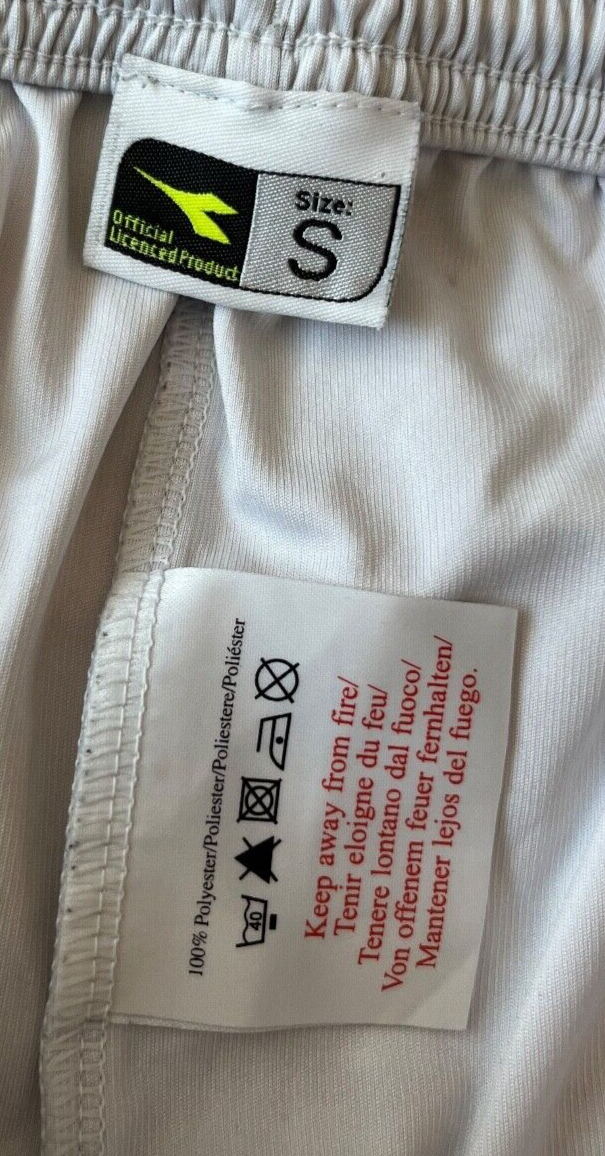 Official
Licenced Product
Size:
S
100% Polyester/Poliester/Poliestere/Poliéster
40
Keep away from fire/
Tenir eloigne du feu/
Tenere lontano dal fuoco/
Von offenem feuer fernhalten/
Mantener lejos del fuego.